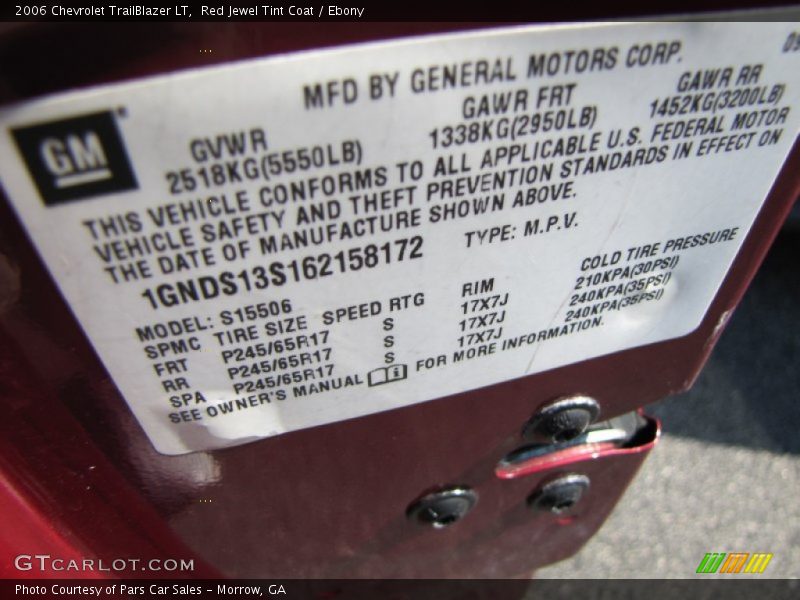 2006 Chevrolet TrailBlazer LT,  Red Jewel Tint Coat / Ebony
MFD BY GENERAL MOTORS CORP.
GM
GVWR GAWR FRT GAWR RR
2518KG(5550LB) 1338KG(2950LB) 1452KG(3200LB)
THIS VEHICLE CONFORMS TO ALL APPLICABLE U.S. FEDERAL MOTOR
VEHICLE SAFETY AND THEFT PREVENTION STANDARDS IN EFFECT ON
THE DATE OF MANUFACTURE SHOWN ABOVE.
1GNDS13S162158172 TYPE: M.P.V.
MODEL: S15506
SPMC TIRE SIZE SPEED RTG RIM COLD TIRE PRESSURE
FRT P245/65R17 S 17X7J 210KPA(30PSI)
RR P245/65R17 S 17X7J 240KPA(35PSI)
SPA P245/65R17 S 17X7J 240KPA(35PSI)
SEE OWNER'S MANUAL FOR MORE INFORMATION.
GTCARLOT.COM
Photo Courtesy of Pars Car Sales - Morrow, GA